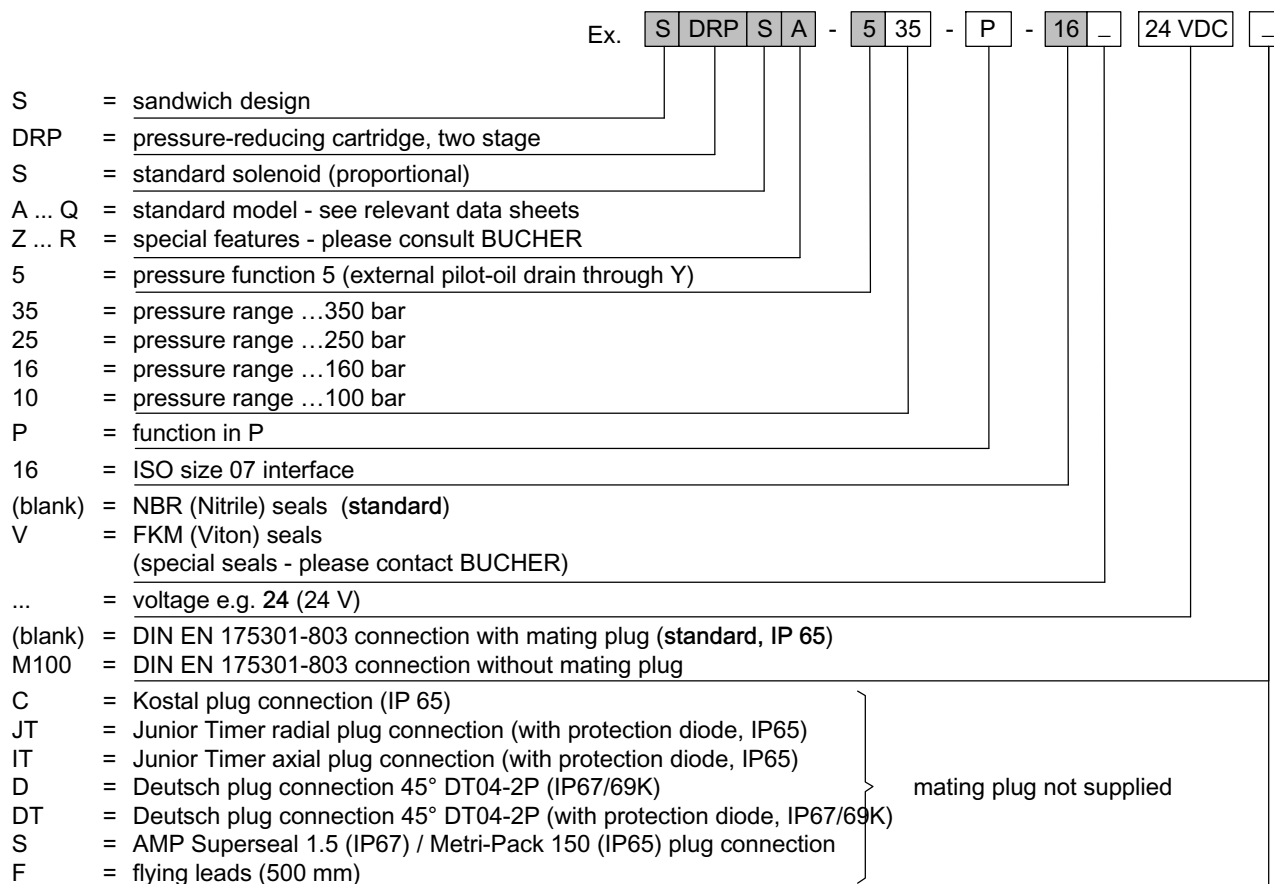 Ex. S DRP S A - 5 35 - P - 16 _ 24 VDC _
S = sandwich design
DRP = pressure-reducing cartridge, two stage
S = standard solenoid (proportional)
A ... Q = standard model - see relevant data sheets
Z ... R = special features - please consult BUCHER
5 = pressure function 5 (external pilot-oil drain through Y)
35 = pressure range …350 bar
25 = pressure range …250 bar
16 = pressure range …160 bar
10 = pressure range …100 bar
P = function in P
16 = ISO size 07 interface
(blank) = NBR (Nitrile) seals (standard)
V = FKM (Viton) seals
(special seals - please contact BUCHER)
... = voltage e.g. 24 (24 V)
(blank) = DIN EN 175301-803 connection with mating plug (standard, IP 65)
M100 = DIN EN 175301-803 connection without mating plug
C = Kostal plug connection (IP 65)
JT = Junior Timer radial plug connection (with protection diode, IP65)
IT = Junior Timer axial plug connection (with protection diode, IP65)
D = Deutsch plug connection 45° DT04-2P (IP67/69K) mating plug not supplied
DT = Deutsch plug connection 45° DT04-2P (with protection diode, IP67/69K)
S = AMP Superseal 1.5 (IP67) / Metri-Pack 150 (IP65) plug connection
F = flying leads (500 mm)